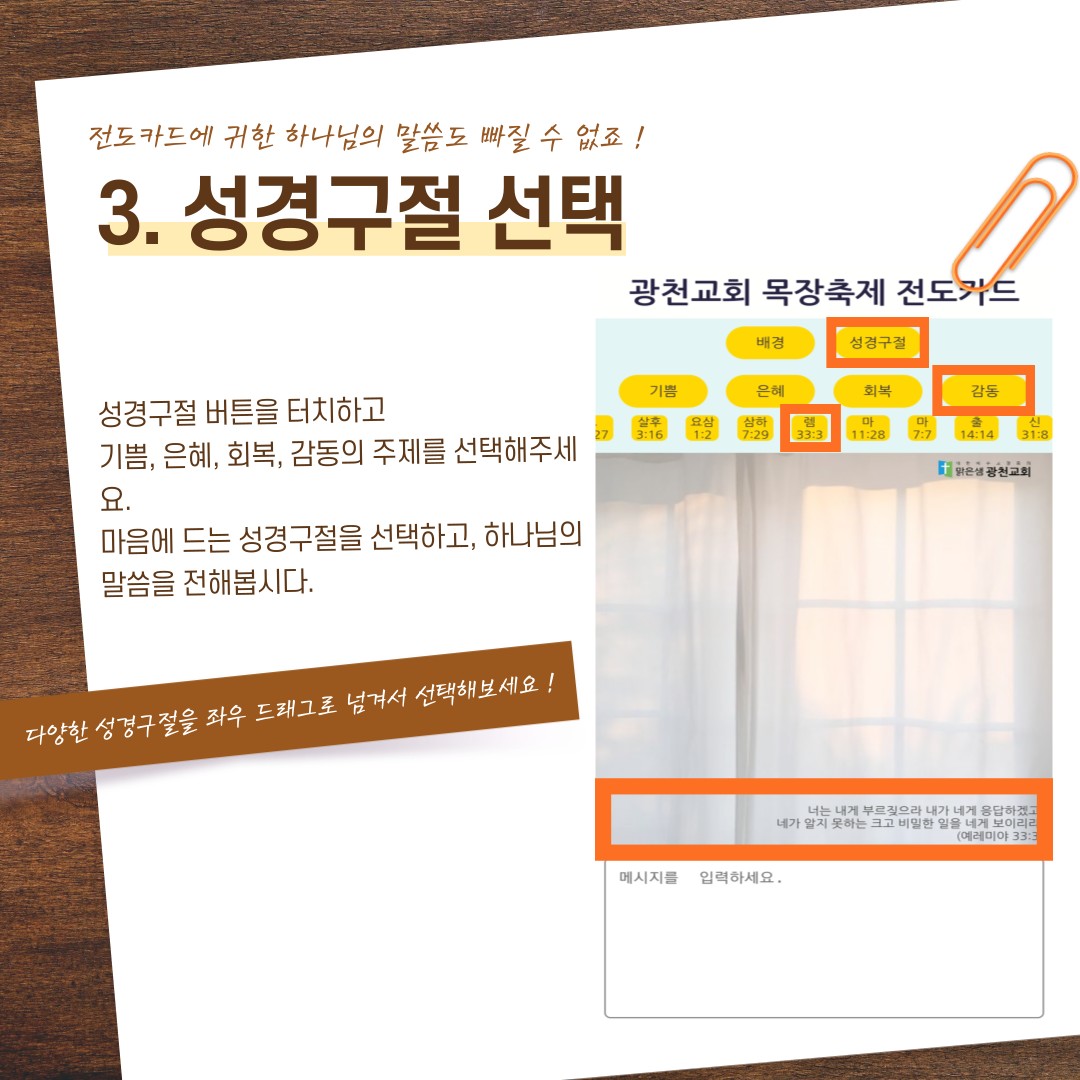 전도카드에 귀한 하나님의 말씀도 빠질 수 없죠 !
3. 성경구절 선택
성경구절 버튼을 터치하고
기쁨, 은혜, 회복, 감동의 주제를 선택해주세
요.
마음에 드는 성경구절을 선택하고, 하나님의
말씀을 전해봅시다.
다양한 성경구절을 좌우 드래그로 넘겨서 선택해보세요 !
광천교회 목장축제 전도카드
배경 성경구절
기쁨 은혜 회복 감동
27
살후 3:16
요삼 1:2
삼하 7:29
렘 33:3
마 11:28
마 7:7
출 14:14
신 31:8
맑은샘 광천교회
너는 내게 부르짖으라 내가 네게 응답하겠고
네가 알지 못하는 크고 비밀한 일을 네게 보이리라
(예레미야 33:3
메시지를 입력하세요.